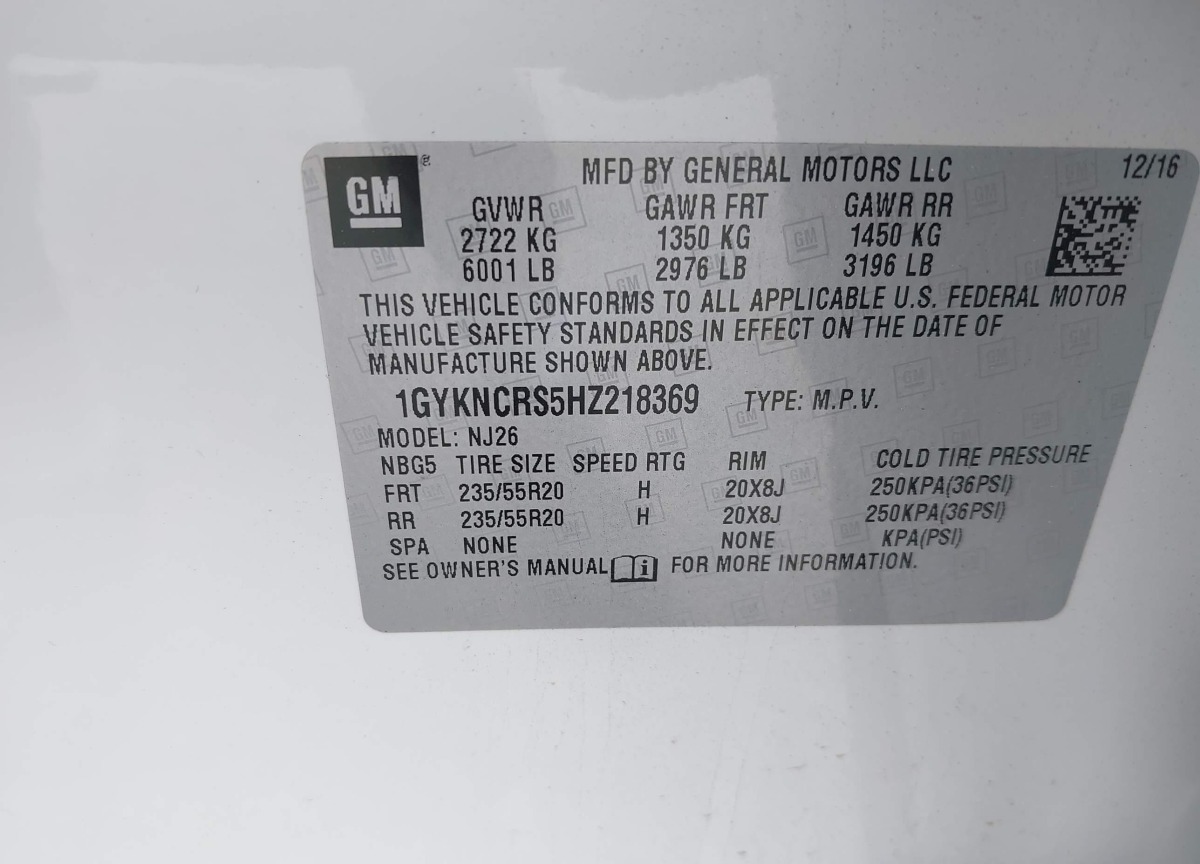 GM® MFD BY GENERAL MOTORS LLC 12/16
GVWR GAWR FRT GAWR RR
2722 KG 1350 KG 1450 KG
6001 LB 2976 LB 3196 LB
THIS VEHICLE CONFORMS TO ALL APPLICABLE U.S. FEDERAL MOTOR
VEHICLE SAFETY STANDARDS IN EFFECT ON THE DATE OF
MANUFACTURE SHOWN ABOVE.
1GYKNCRS5HZ218369 TYPE: M.P.V.
MODEL: NJ26
NBG5 TIRE SIZE SPEED RTG RIM COLD TIRE PRESSURE
FRT 235/55R20 H 20X8J 250KPA(36PSI)
RR 235/55R20 H 20X8J 250KPA(36PSI)
SPA NONE NONE KPA(PSI)
SEE OWNER'S MANUAL i FOR MORE INFORMATION.